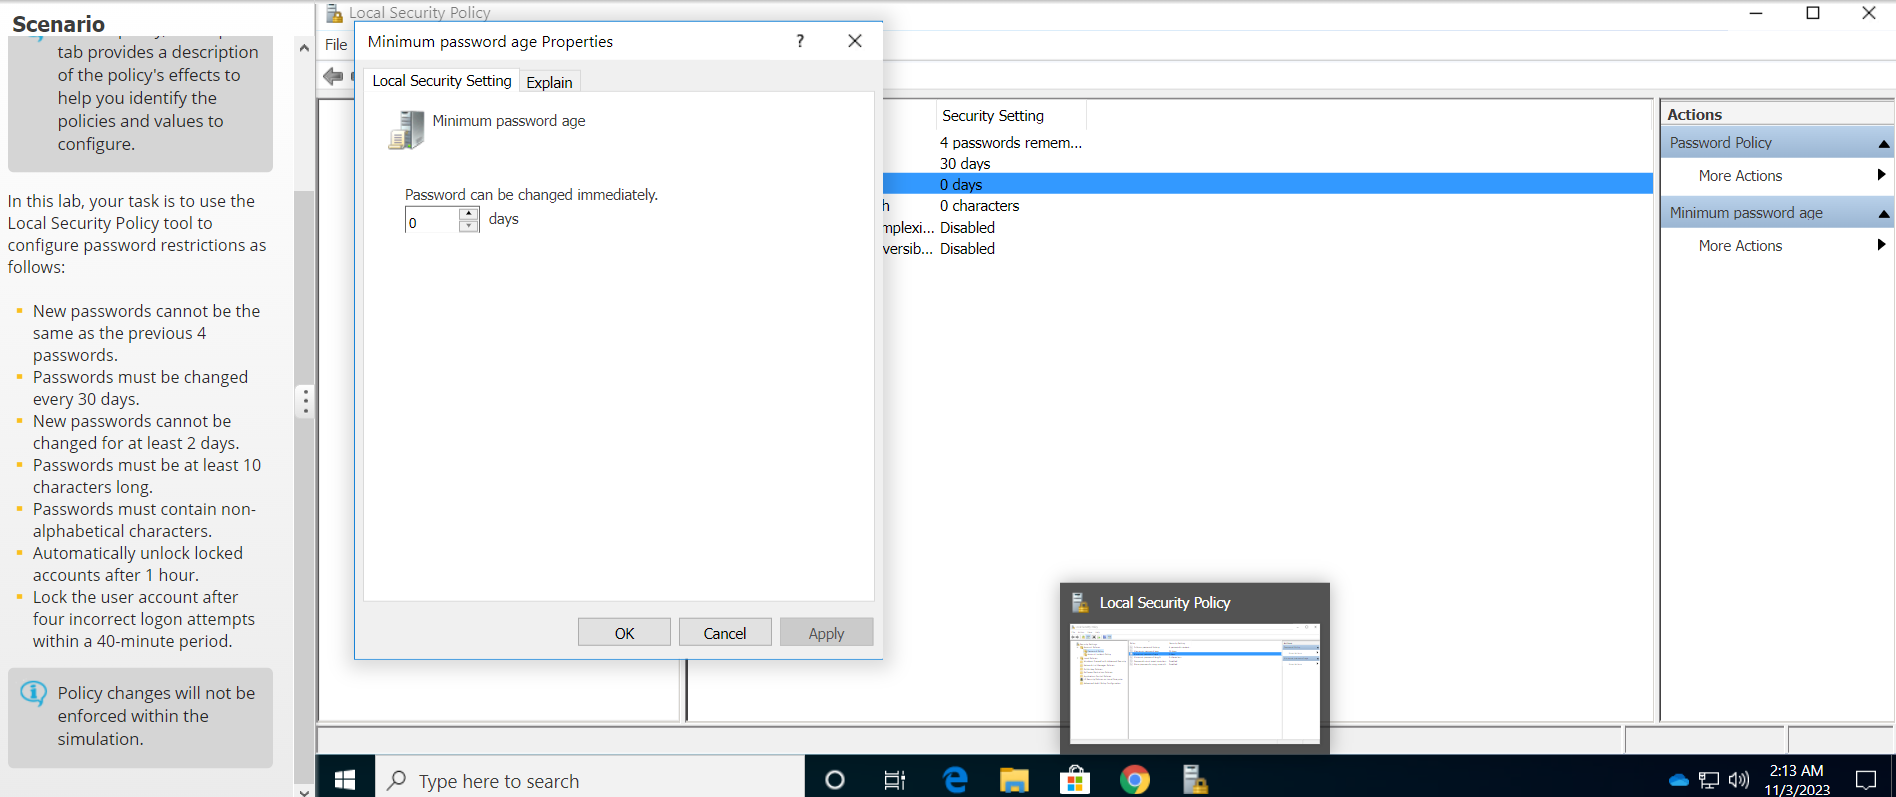 Scenario
tab provides a description
of the policy's effects to
help you identify the
policies and values to
configure.
In this lab, your task is to use the
Local Security Policy tool to
configure password restrictions as
follows:
New passwords cannot be the
same as the previous 4
passwords.
Passwords must be changed
every 30 days.
New passwords cannot be
changed for at least 2 days.
Passwords must be at least 10
characters long.
Passwords must contain non-
alphabetical characters.
Automatically unlock locked
accounts after 1 hour.
Lock the user account after
four incorrect logon attempts
within a 40-minute period.
Policy changes will not be
enforced within the
simulation.
Local Security Policy
File
Minimum password age Properties
?
Local Security Setting
Explain
Minimum password age
Password can be changed immediately.
0
days
OK
Cancel
Apply
Security Setting
4 passwords remem...
30 days
0 days
h 0 characters
mplexi... Disabled
versib... Disabled
Actions
Password Policy
More Actions
Minimum password age
More Actions
Local Security Policy
Type here to search
2:13 AM
11/3/2023